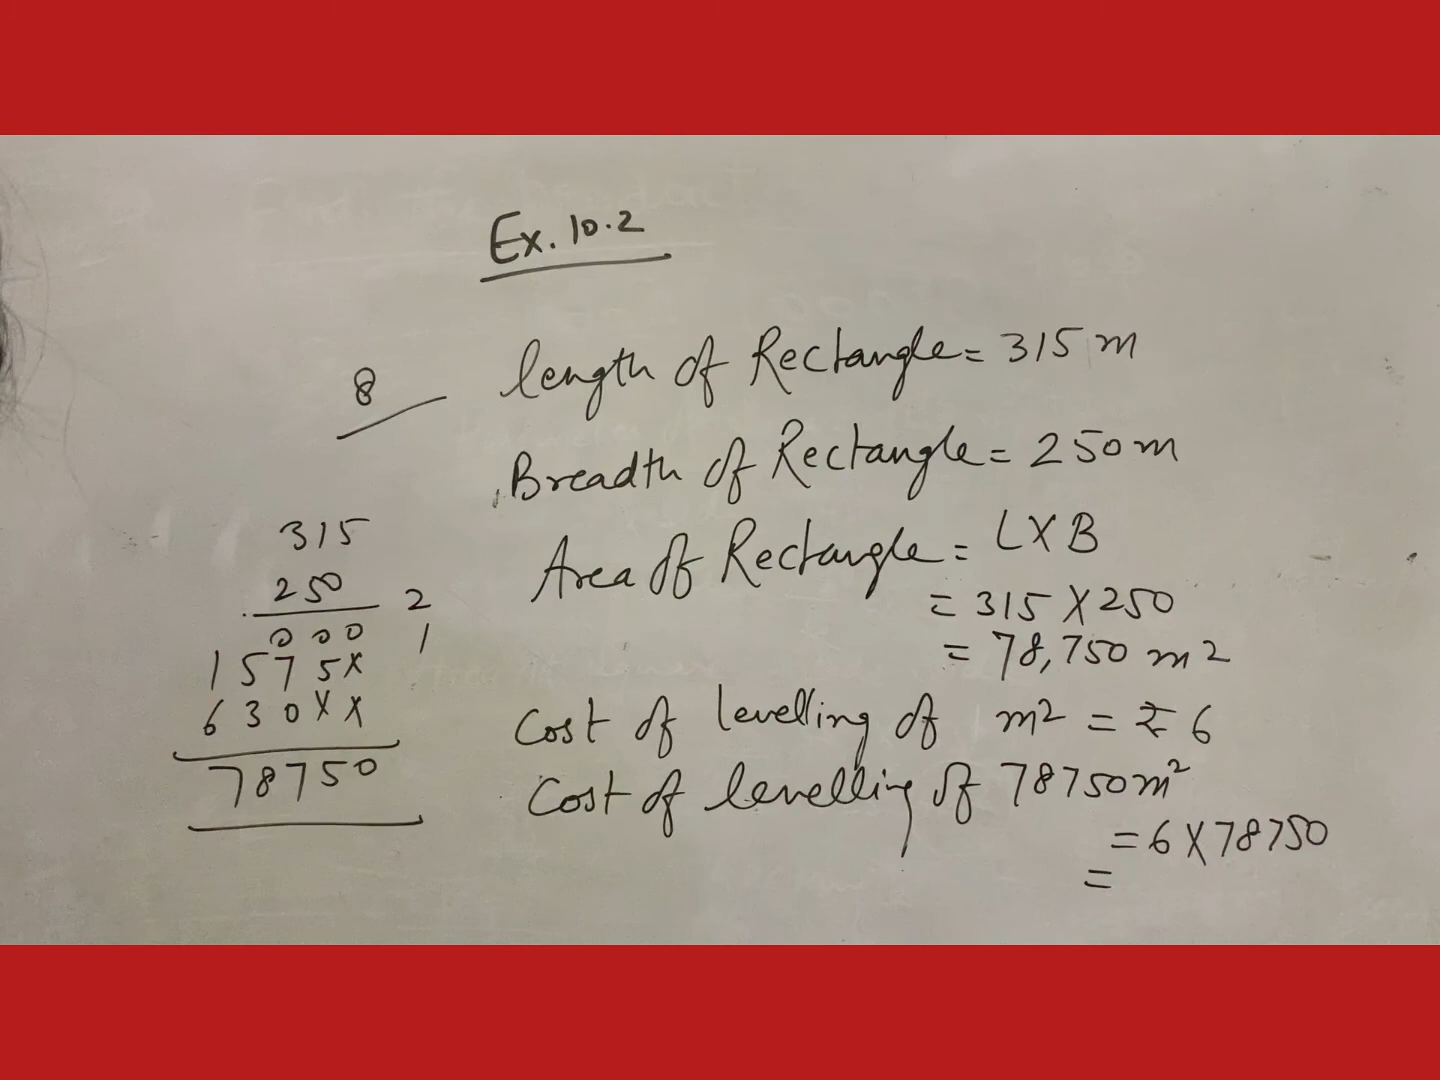 Ex. 10.2
8
length of Rectangle = 315 m
Breadth of Rectangle = 250 m
Area of Rectangle = L X B
= 315 X 250
= 78,750 m2
Cost of levelling of m² = ₹ 6
Cost of levelling of 78750m²
= 6 X 78750
=
315
250
000
1575x
630xx
78750
2
1